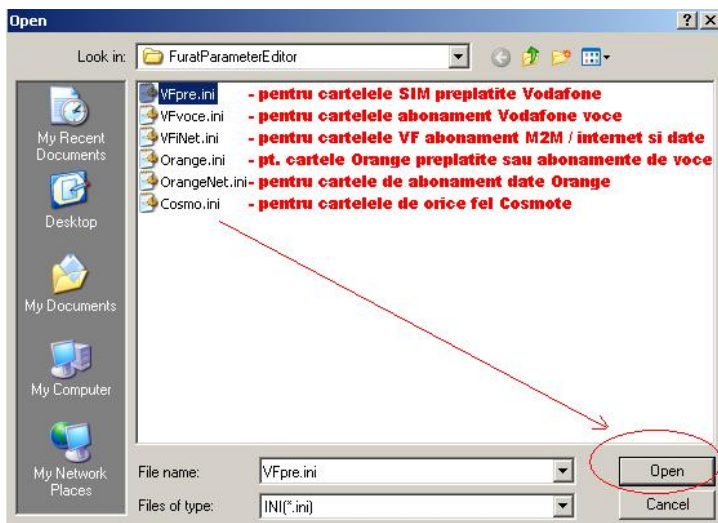 Open
Look in: FuratParameterEditor
VFpre.ini - pentru cartelele SIM preplatite Vodafone
VFvoce.ini - pentru cartelele abonament Vodafone voce
VFiNet.ini - pentru cartelele VF abonament M2M / internet si date
Orange.ini - pt. cartele Orange preplatite sau abonamente de voce
OrangeNet.ini - pentru cartele de abonament date Orange
Cosmo.ini - pentru cartelele de orice fel Cosmote
My Recent
Documents
Desktop
My Documents
My Computer
My Network
Places
File name: VFpre.ini Open
Files of type: INI(*.ini) Cancel